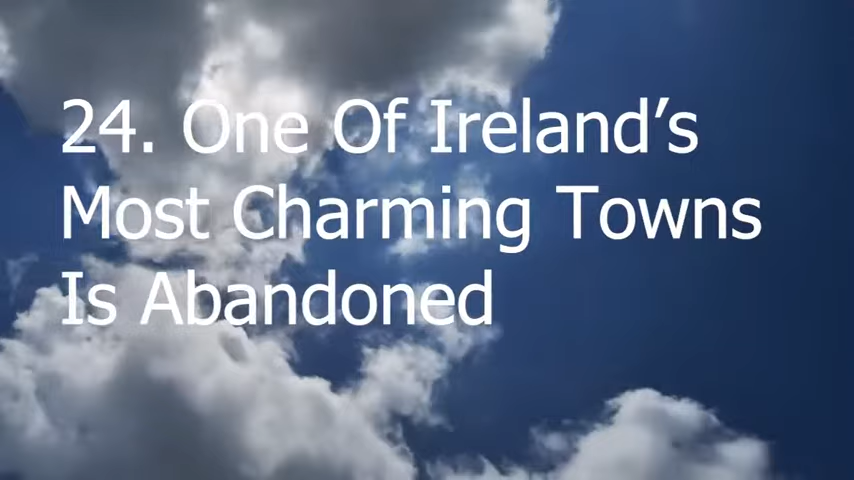 24. One Of Ireland’s
Most Charming Towns
Is Abandoned